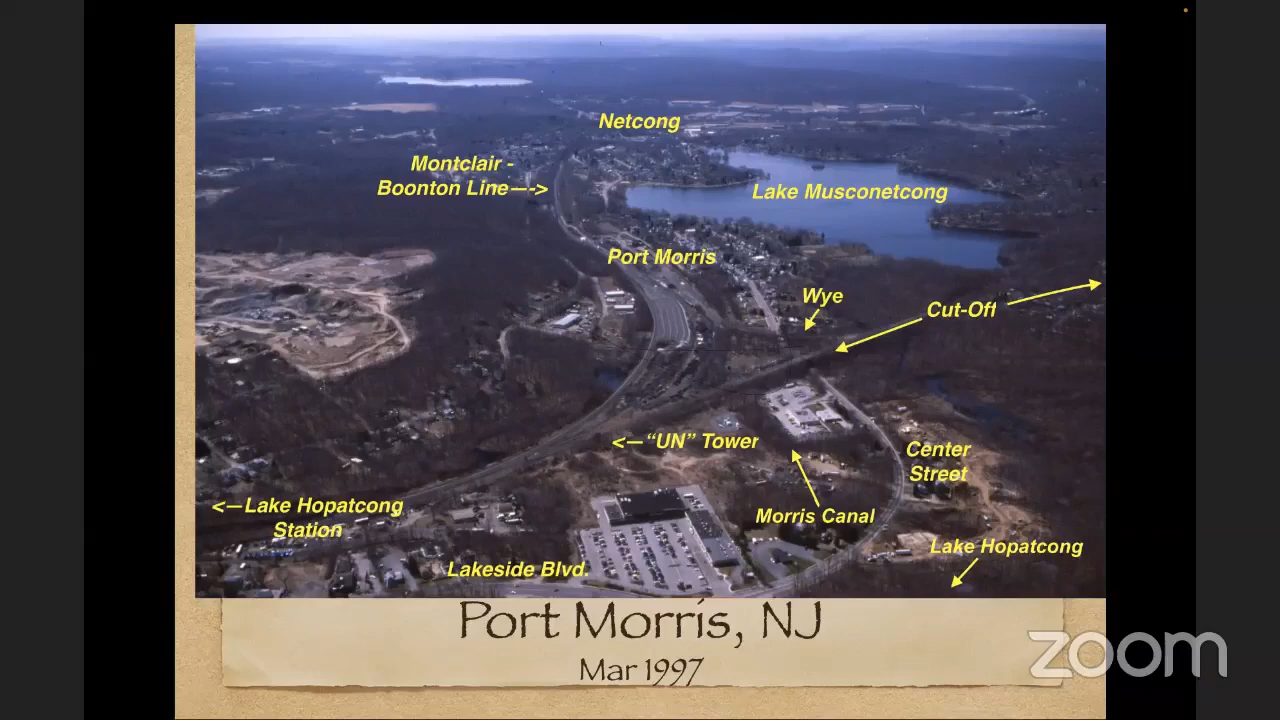 Netcong
Montclair -
Boonton Line—->
Lake Musconetcong
Port Morris
Wye
Cut-Off
<—“UN” Tower
Center
Street
<—Lake Hopatcong
Station
Morris Canal
Lake Hopatcong
Lakeside Blvd.
Port Morris, NJ
Mar 1997
zoom